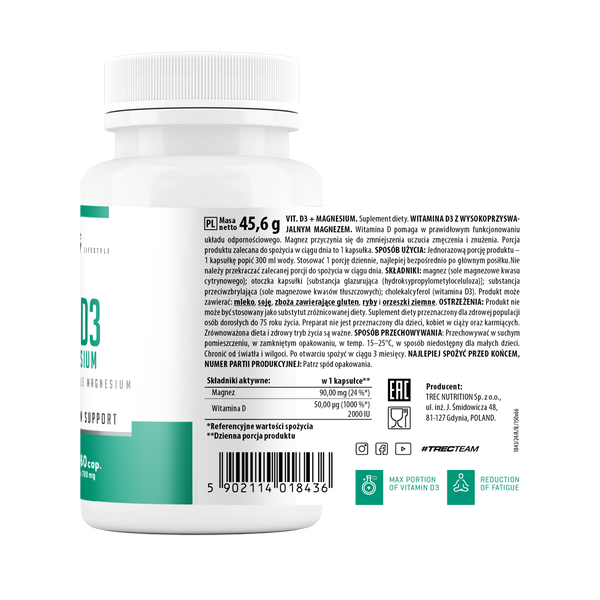 LIFESTYLE
D3
SIUM
LE MAGNESIUM
N SUPPORT
60 cap.
x 760 mg
PL Masa netto 45,6 g
VIT. D3 + MAGNESIUM. Suplement diety. WITAMINA D3 Z WYSOKOPRZYSWA-
JALNYM MAGNEZEM. Witamina D pomaga w prawidłowym funkcjonowaniu
układu odpornościowego. Magnez przyczynia się do zmniejszenia uczucia zmęczenia i znużenia. Porcja
produktu zalecana do spożycia w ciągu dnia to 1 kapsułka. SPOSÓB UŻYCIA: Jednorazową porcję produktu –
1 kapsułkę popić 300 ml wody. Stosować 1 porcję dziennie, najlepiej bezpośrednio po głównym posiłku. Nie
należy przekraczać zalecanej porcji do spożycia w ciągu dnia. SKŁADNIKI: magnez (sole magnezowe kwasu
cytrynowego); otoczka kapsułki [substancja glazurująca (hydroksypropylometyloceluloza)]; substancja
przeciwzbrylająca (sole magnezowe kwasów tłuszczowych); cholekalcyferol (witamina D3). Produkt może
zawierać: mleko, soję, zboża zawierające gluten, ryby i orzeszki ziemne. OSTRZEŻENIA: Produkt nie
może być stosowany jako substytut zróżnicowanej diety. Suplement diety przeznaczony dla zdrowej populacji
osób dorosłych do 75 roku życia. Preparat nie jest przeznaczony dla dzieci, kobiet w ciąży oraz karmiących.
Zrównoważona dieta i zdrowy tryb życia są ważne. SPOSÓB PRZECHOWYWANIA: Przechowywać w suchym
pomieszczeniu, w zamkniętym opakowaniu, w temp. 15–25°C, w sposób niedostępny dla małych dzieci.
Chronić od światła i wilgoci. Po otwarciu spożyć w ciągu 3 miesięcy. NAJLEPIEJ SPOŻYĆ PRZED KOŃCEM,
NUMER PARTII PRODUKCYJNEJ: Patrz spód opakowania.
Składniki aktywne: w 1 kapsułce**
Magnez 90,00 mg (24 %*)
Witamina D 50,00 µg (1000 %*)
2000 IU
*Referencyjne wartości spożycia
**Dzienna porcja produktu
5 902114 018436
EAC
Producent:
TREC NUTRITION Sp. z o.o.,
ul. inż. J. Śmidowicza 48,
81-127 Gdynia, POLAND.
#TRECTEAM
MAX PORTION
OF VITAMIN D3
REDUCTION
OF FATIGUE